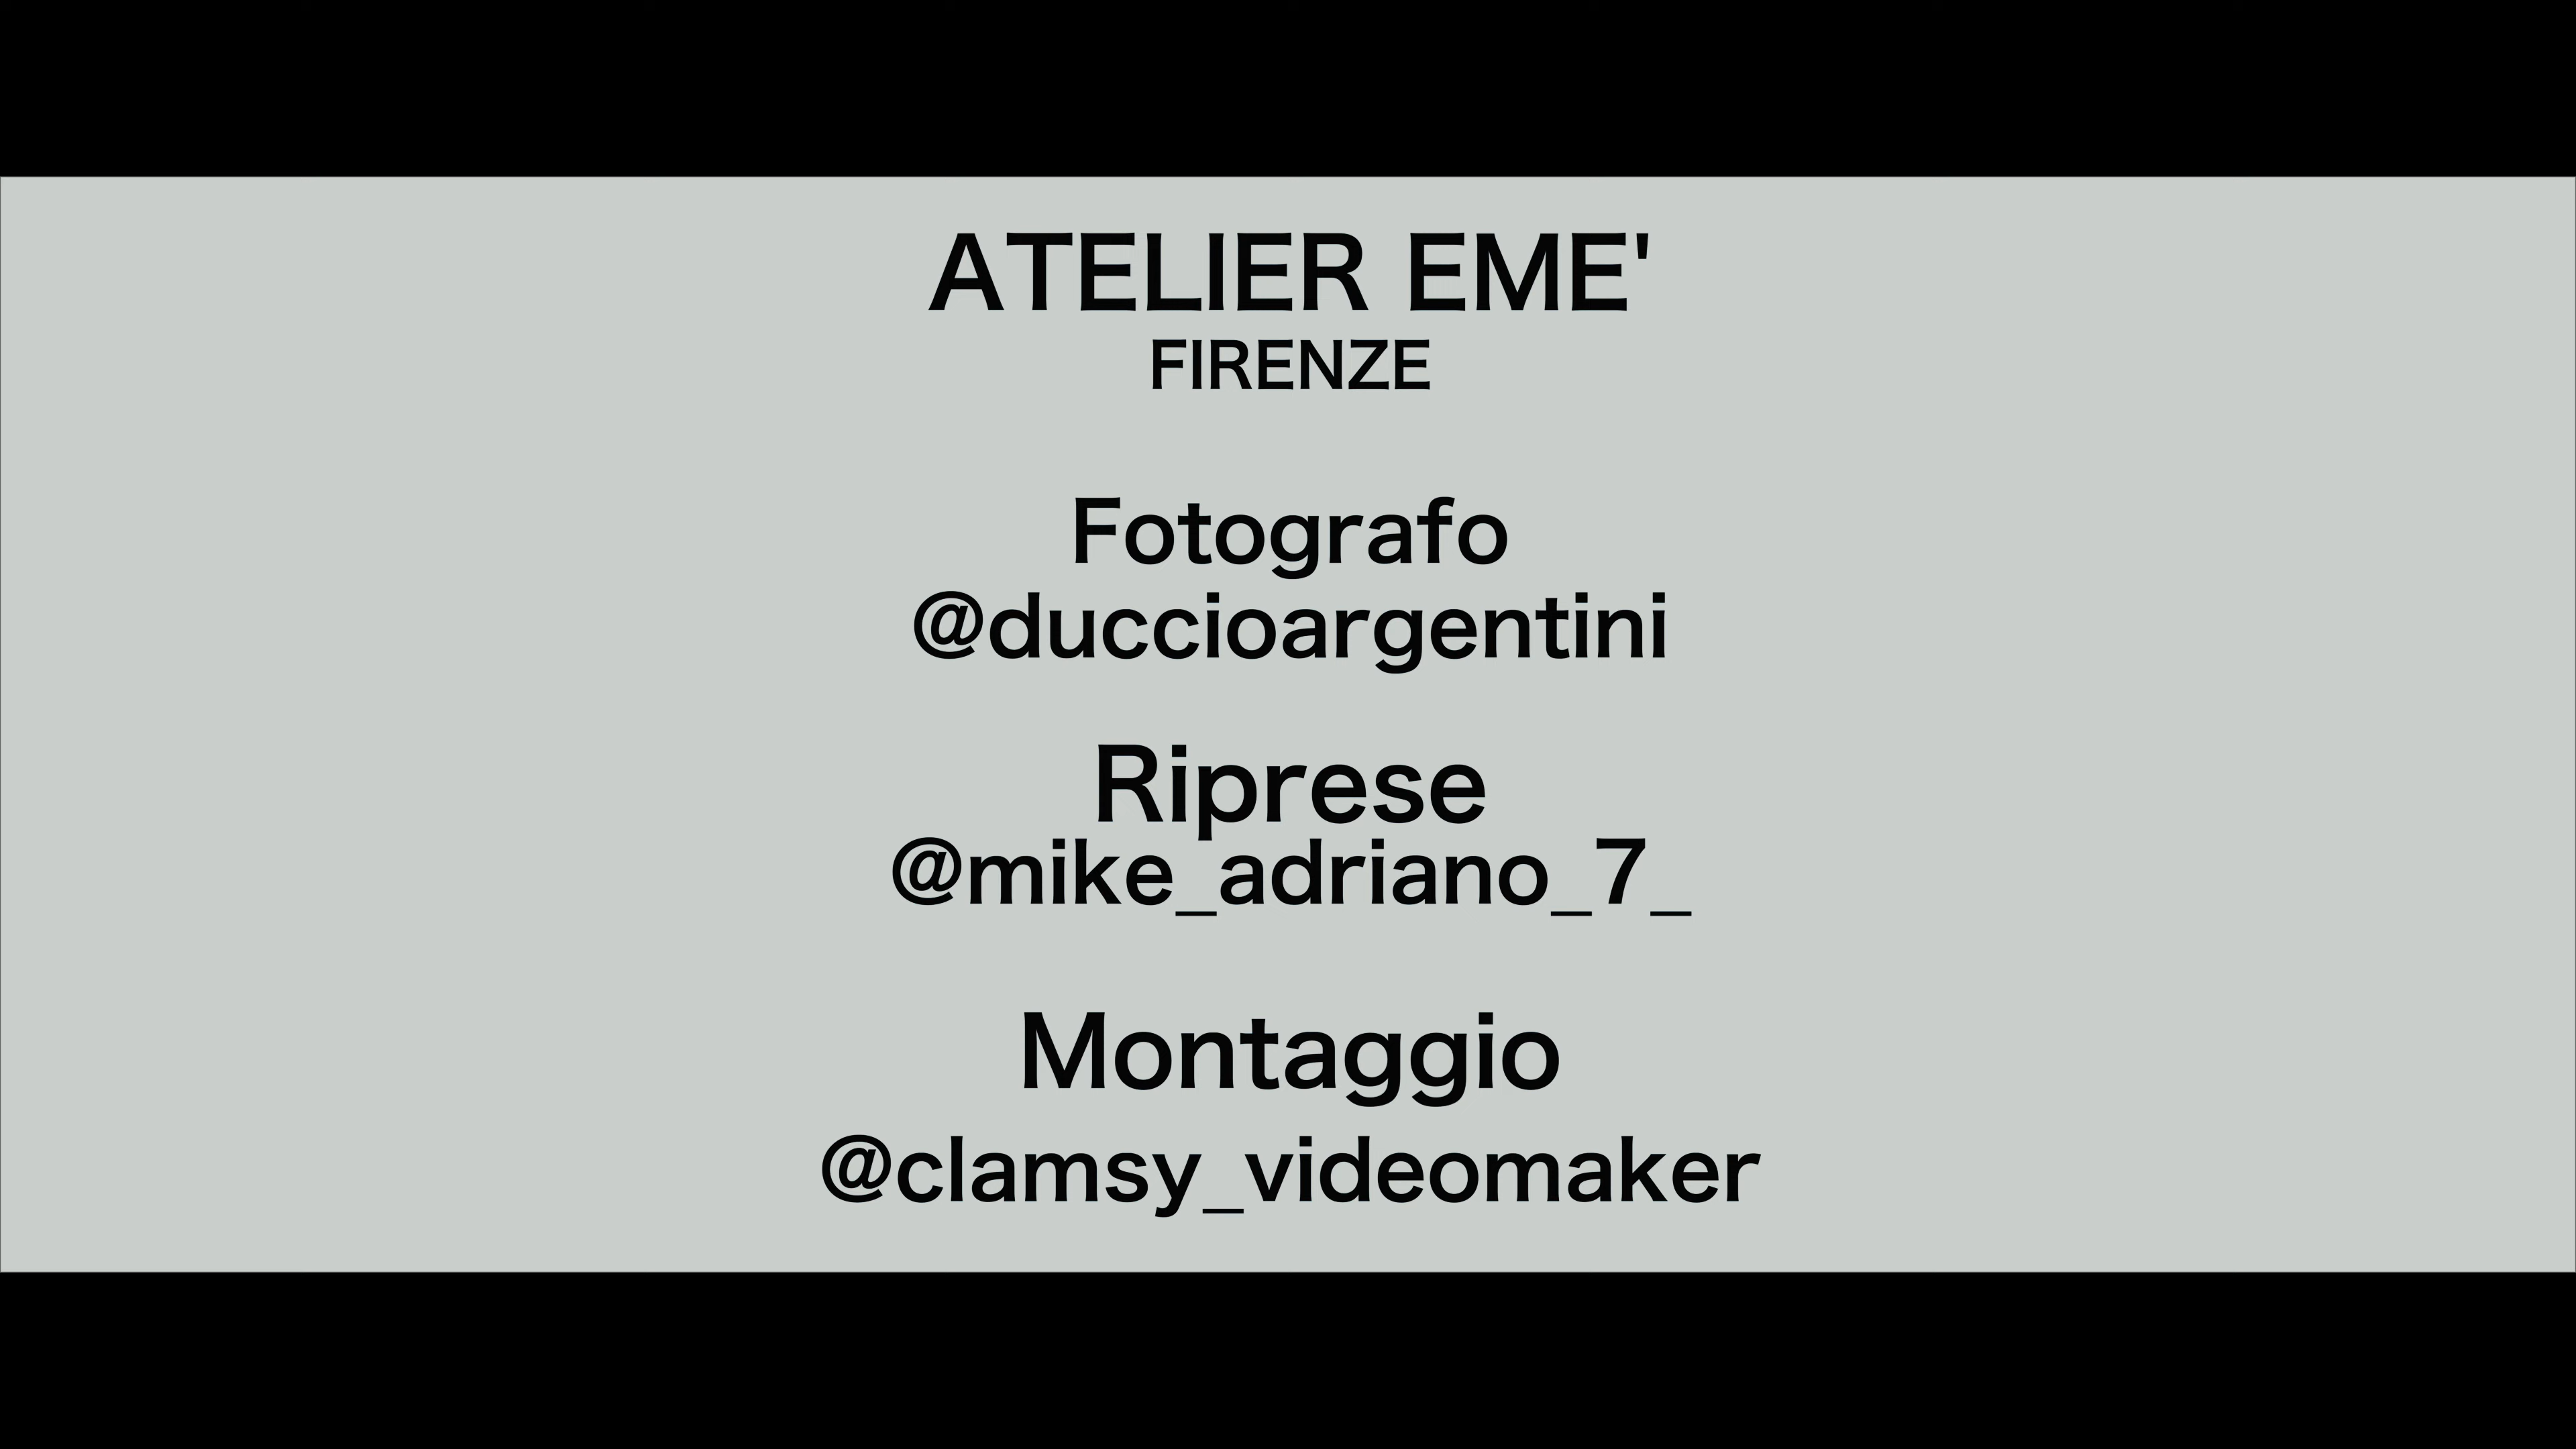 ATELIER EME'
FIRENZE
Fotografo
@duccioargentini
Riprese
@mike_adriano_7_
Montaggio
@clamsy_videomaker